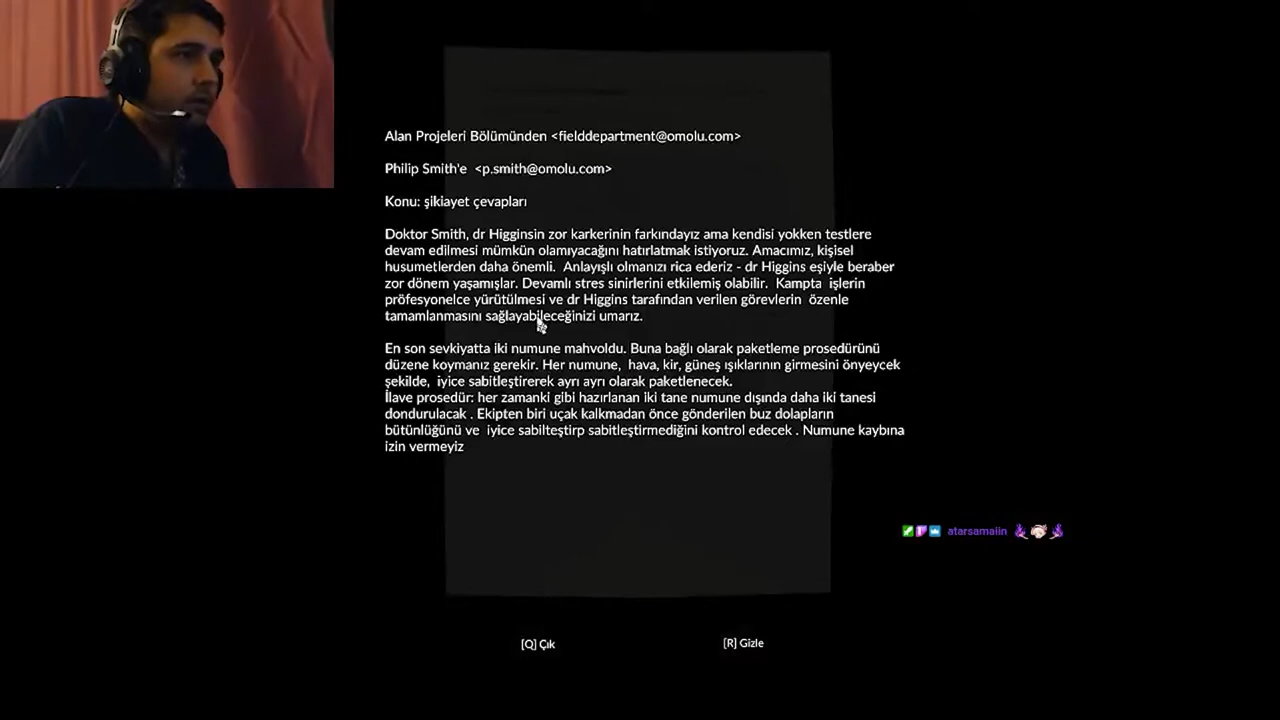 Alan Projeleri Bölümünden <fielddepartment@omolu.com>
Philip Smith'e <p.smith@omolu.com>
Konu: şikiayet çevapları
Doktor Smith, dr Higginsin zor karkerinin farkındayız ama kendisi yokken testlere
devam edilmesi mümkün olamıyacağını hatırlatmak istiyoruz. Amacımız, kişisel
husumetlerden daha önemli. Anlayışlı olmanızı rica ederiz - dr Higgins eşiyle beraber
zor dönem yaşamışlar. Devamlı stres sinirlerini etkilemiş olabilir. Kampta işlerin
pröfesyonelce yürütülmesi ve dr Higgins tarafından verilen görevlerin özenle
tamamlanmasını sağlayabileceğinizi umarız.
En son sevkiyatta iki numune mahvoldu. Buna bağlı olarak paketleme prosedürünü
düzene koymanız gerekir. Her numune, hava, kir, güneş ışıklarının girmesini önyeycek
şekilde, iyice sabitleştirerek ayrı ayrı olarak paketlenecek.
İlave prosedür: her zamanki gibi hazırlanan iki tane numune dışında daha iki tanesi
dondurulacak . Ekipten biri uçak kalkmadan önce gönderilen buz dolapların
bütünlüğünü ve iyice sabilteştirp sabitleştirmediğini kontrol edecek . Numune kaybına
izin vermeyiz
atarsamaiin
[Q] Çık [R] Gizle